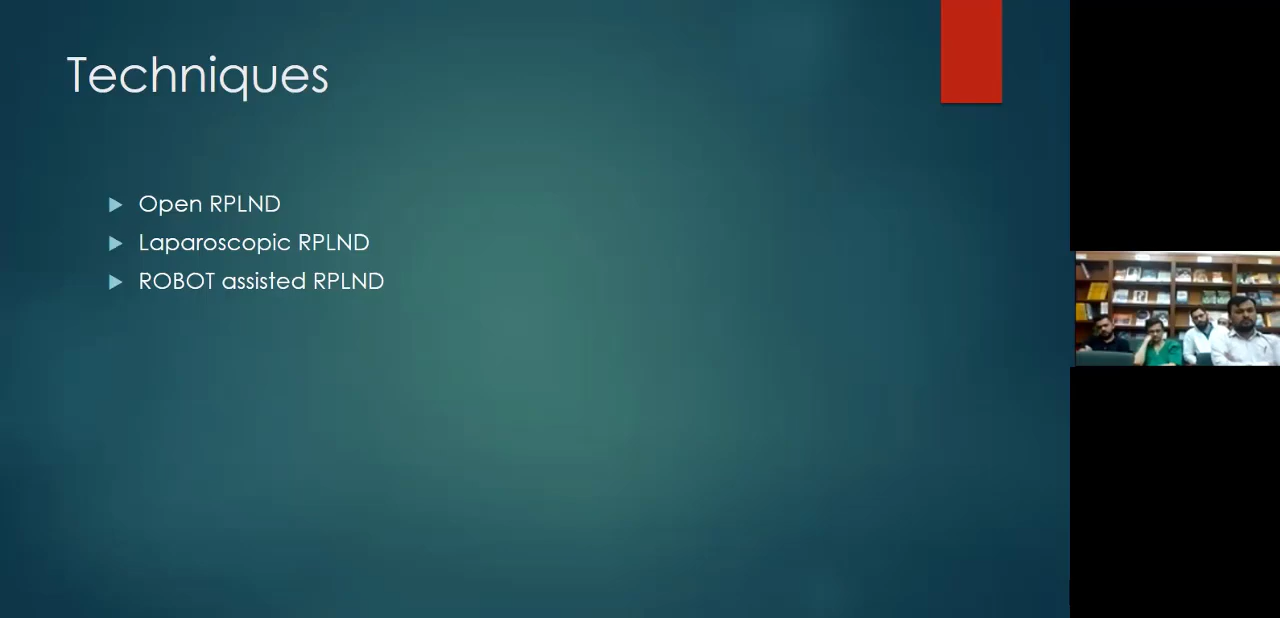 Techniques
Open RPLND
Laparoscopic RPLND
ROBOT assisted RPLND